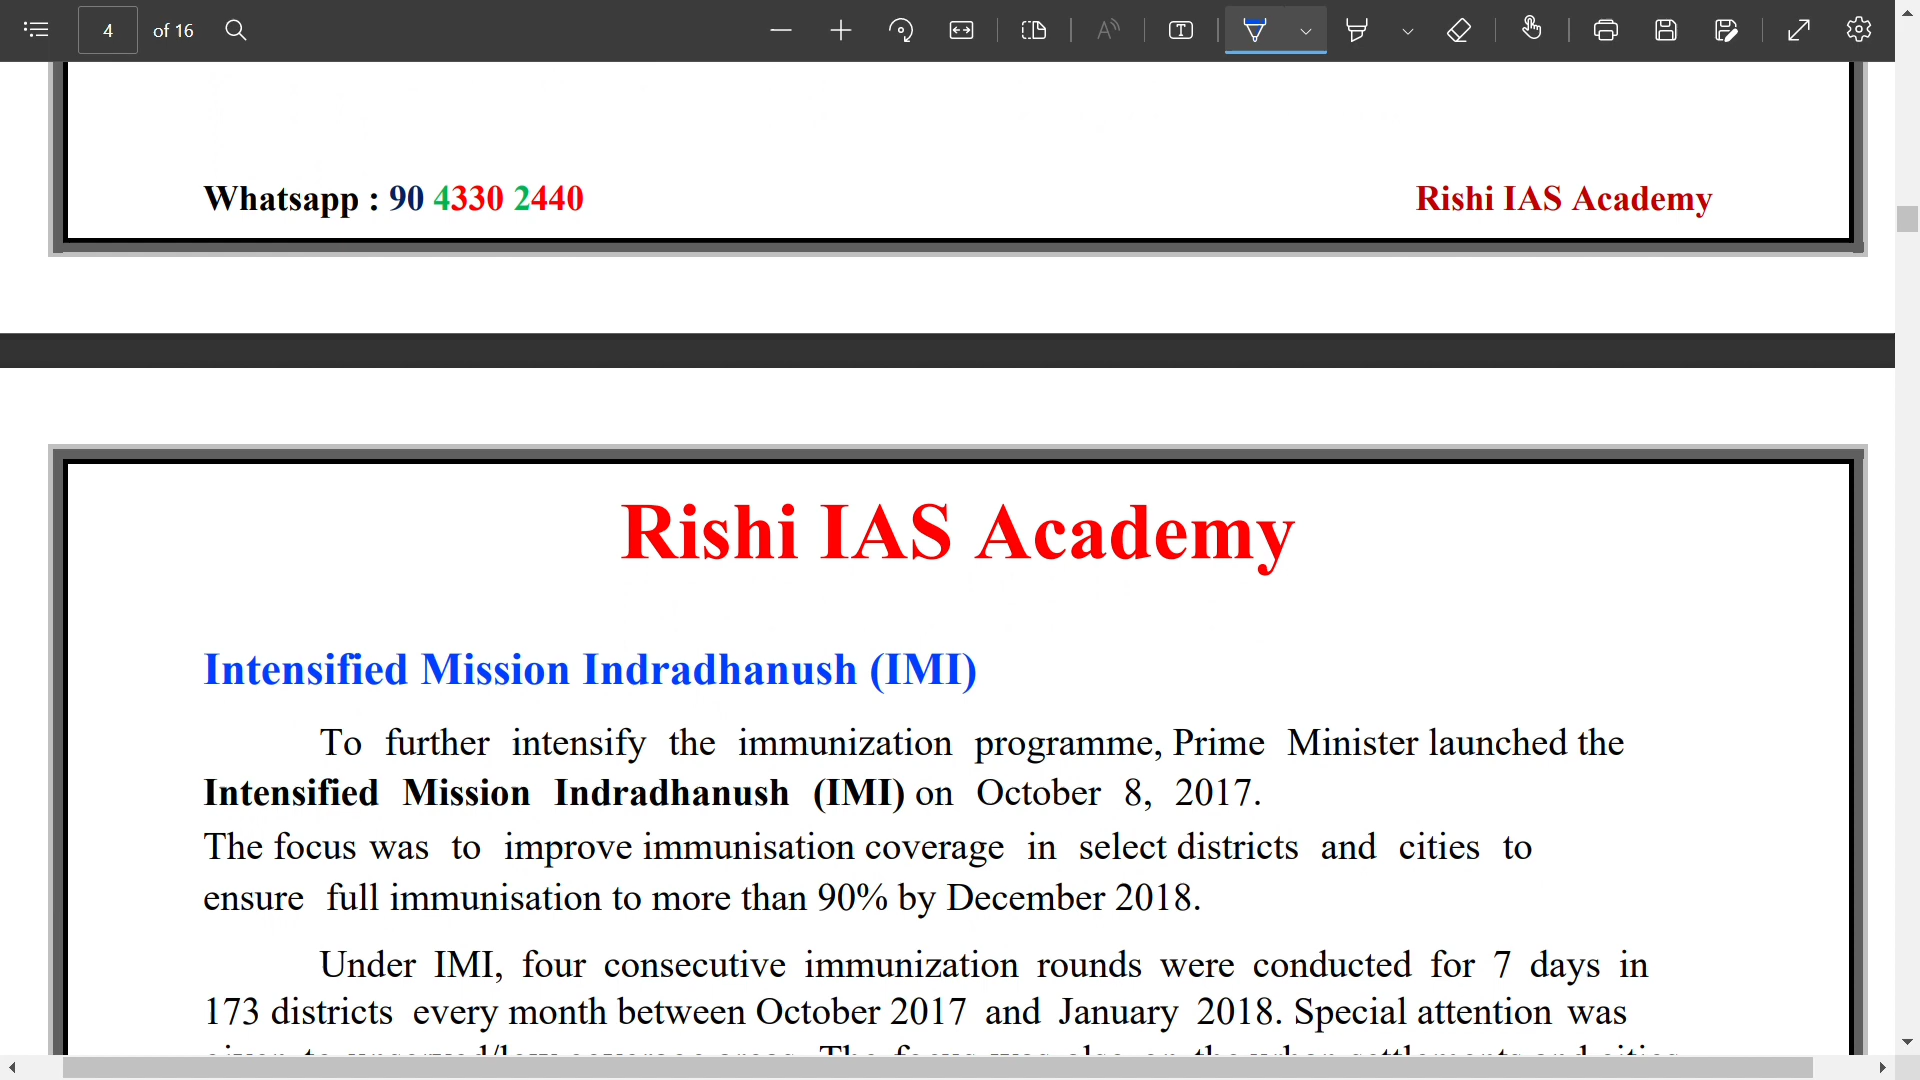 4 of 16
Whatsapp : 90 4330 2440
Rishi IAS Academy
Rishi IAS Academy
Intensified Mission Indradhanush (IMI)
To further intensify the immunization programme, Prime Minister launched the
Intensified Mission Indradhanush (IMI) on October 8, 2017.
The focus was to improve immunisation coverage in select districts and cities to
ensure full immunisation to more than 90% by December 2018.
Under IMI, four consecutive immunization rounds were conducted for 7 days in
173 districts every month between October 2017 and January 2018. Special attention was